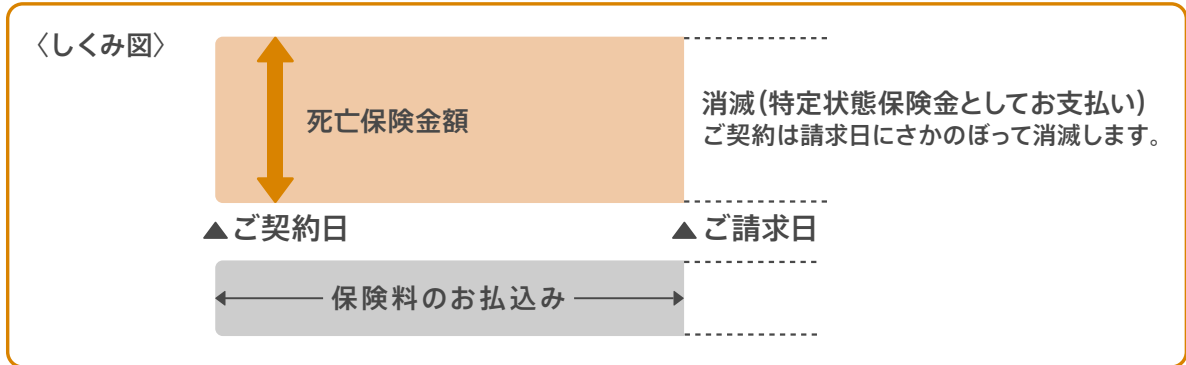 〈しくみ図〉
死亡保険金額
消滅(特定状態保険金としてお支払い)
ご契約は請求日にさかのぼって消滅します。
▲ご契約日
▲ご請求日
保険料のお払込み